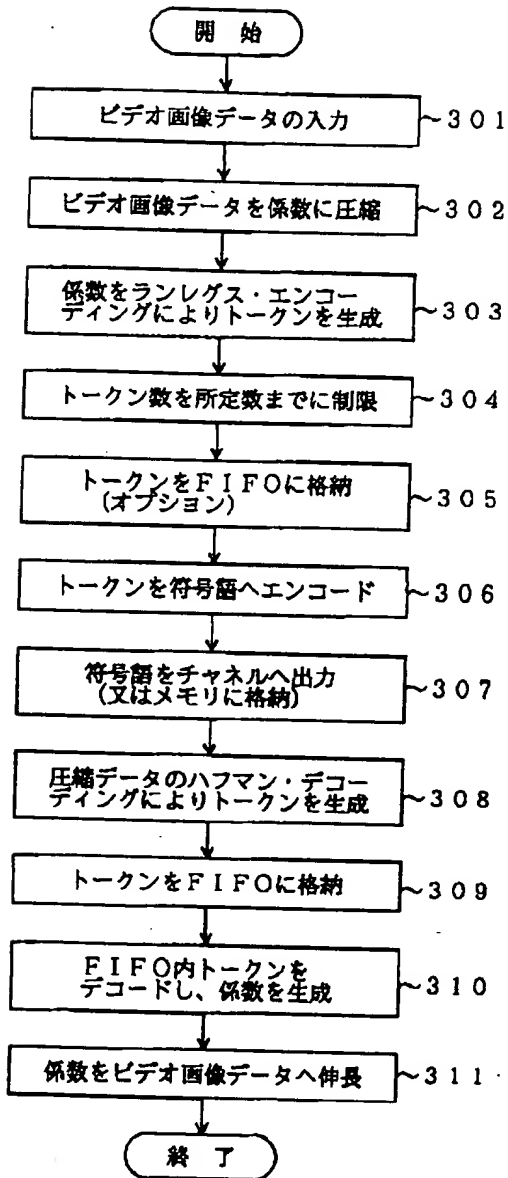 開 始
ビデオ画像データの入力 ~301
ビデオ画像データを係数に圧縮 ~302
係数をランレグス・エンコー
ディングによりトークンを生成 ~303
トークン数を所定数までに制限 ~304
トークンをFIFOに格納
(オプション) ~305
トークンを符号語へエンコード ~306
符号語をチャネルへ出力
(又はメモリに格納) ~307
圧縮データのハフマン・デコー
ディングによりトークンを生成 ~308
トークンをFIFOに格納 ~309
FIFO内トークンを
デコードし、係数を生成 ~310
係数をビデオ画像データへ伸長 ~311
終 了